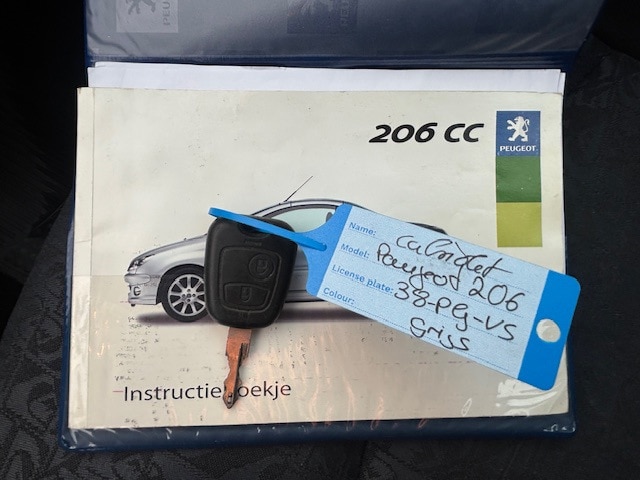 206 CC
PEUGEOT
Name: Cabriolet
Model: Peugeot 206
License plate: 38-PG-VS
Colour: Griss
Instructieboekje